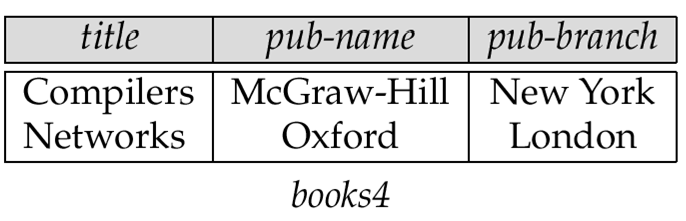 title pub-name pub-branch
Compilers McGraw-Hill New York
Networks Oxford London
books4